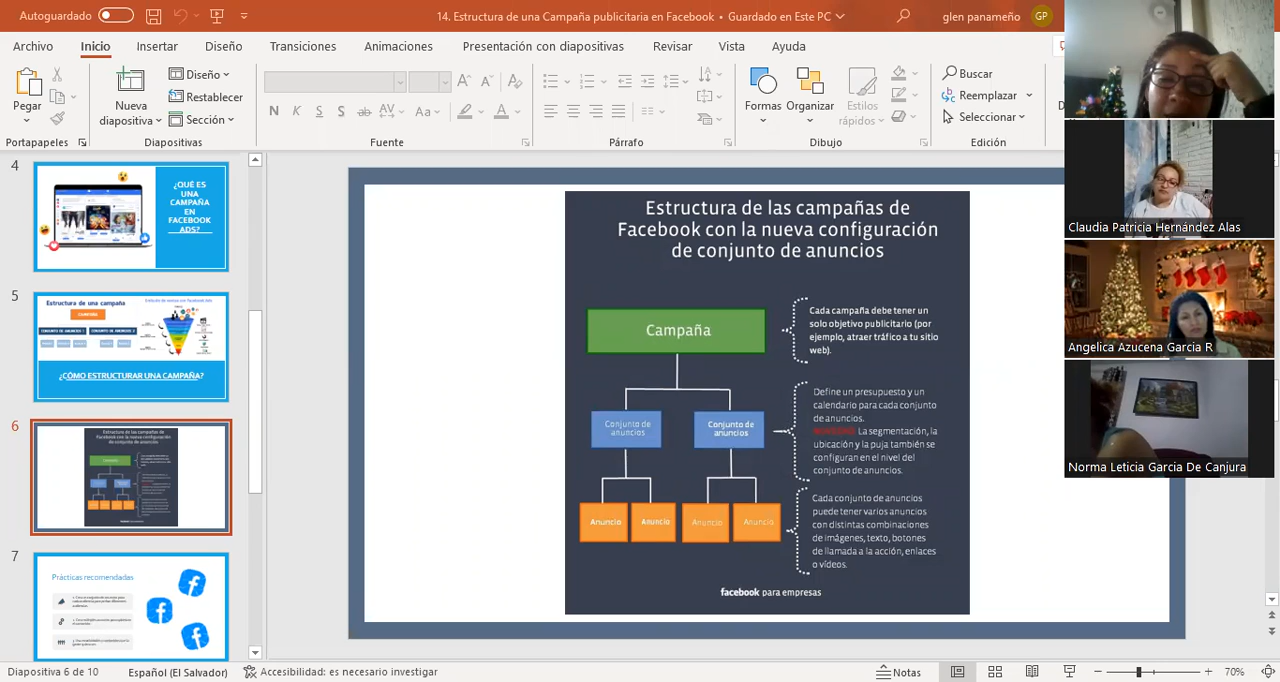 Autoguardado
14. Estructura de una Campaña publicitaria en Facebook • Guardado en Este PC
glen panameño
GP
Archivo
Inicio
Insertar
Diseño
Transiciones
Animaciones
Presentación con diapositivas
Revisar
Vista
Ayuda
Pegar
Nueva diapositiva
Diseño
Restablecer
Sección
N K S S ab AV Aa A
Formas
Organizar
Estilos rápidos
Buscar
Reemplazar
Seleccionar
Portapapeles
Diapositivas
Fuente
Párrafo
Dibujo
Edición
4
¿QUÉ ES
UNA
CAMPAÑA
EN
FACEBOOK
ADS?
5
Estructura de una campaña
¿CÓMO ESTRUCTURAR UNA CAMPAÑA?
6
7
Prácticas recomendadas
Estructura de las campañas de
Facebook con la nueva configuración
de conjunto de anuncios
Campaña
Cada campaña debe tener un
solo objetivo publicitario (por
ejemplo, atraer tráfico a tu sitio
web).
Conjunto de
anuncios
Conjunto de
anuncios
Define un presupuesto y un
calendario para cada conjunto
de anuncios.
La segmentación, la
ubicación y la puja también se
configuran en el nivel del
conjunto de anuncios.
Anuncio
Anuncio
Anuncio
Anuncio
Cada conjunto de anuncios
puede tener varios anuncios
con distintas combinaciones
de imágenes, texto, botones
de llamada a la acción, enlaces
o vídeos.
facebook para empresas
Claudia Patricia Hernández Alas
Angelica Azucena Garcia R
Norma Leticia Garcia De Canjura
Diapositiva 6 de 10
Español (El Salvador)
Accesibilidad: es necesario investigar
Notas
70%